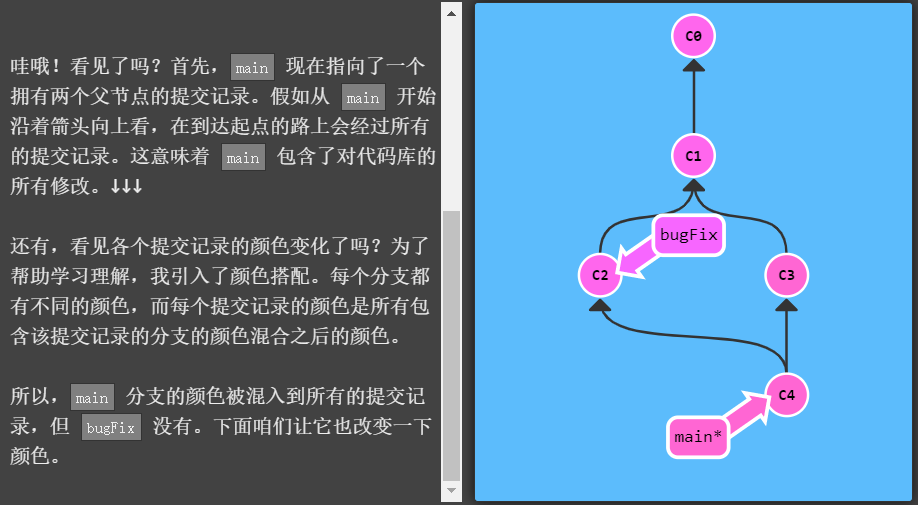 哇哦！看见了吗？首先，main 现在指向了一个
拥有两个父节点的提交记录。假如从 main 开始
沿着箭头向上看，在到达起点的路上会经过所有
的提交记录。这意味着 main 包含了对代码库的
所有修改。↓↓↓
还有，看见各个提交记录的颜色变化了吗？为了
帮助学习理解，我引入了颜色搭配。每个分支都
有不同的颜色，而每个提交记录的颜色是所有包
含该提交记录的分支的颜色混合之后的颜色。
所以，main 分支的颜色被混入到所有的提交记
录，但 bugFix 没有。下面咱们让它也改变一下
颜色。
C0
C1
bugFix
C2
C3
C4
main*